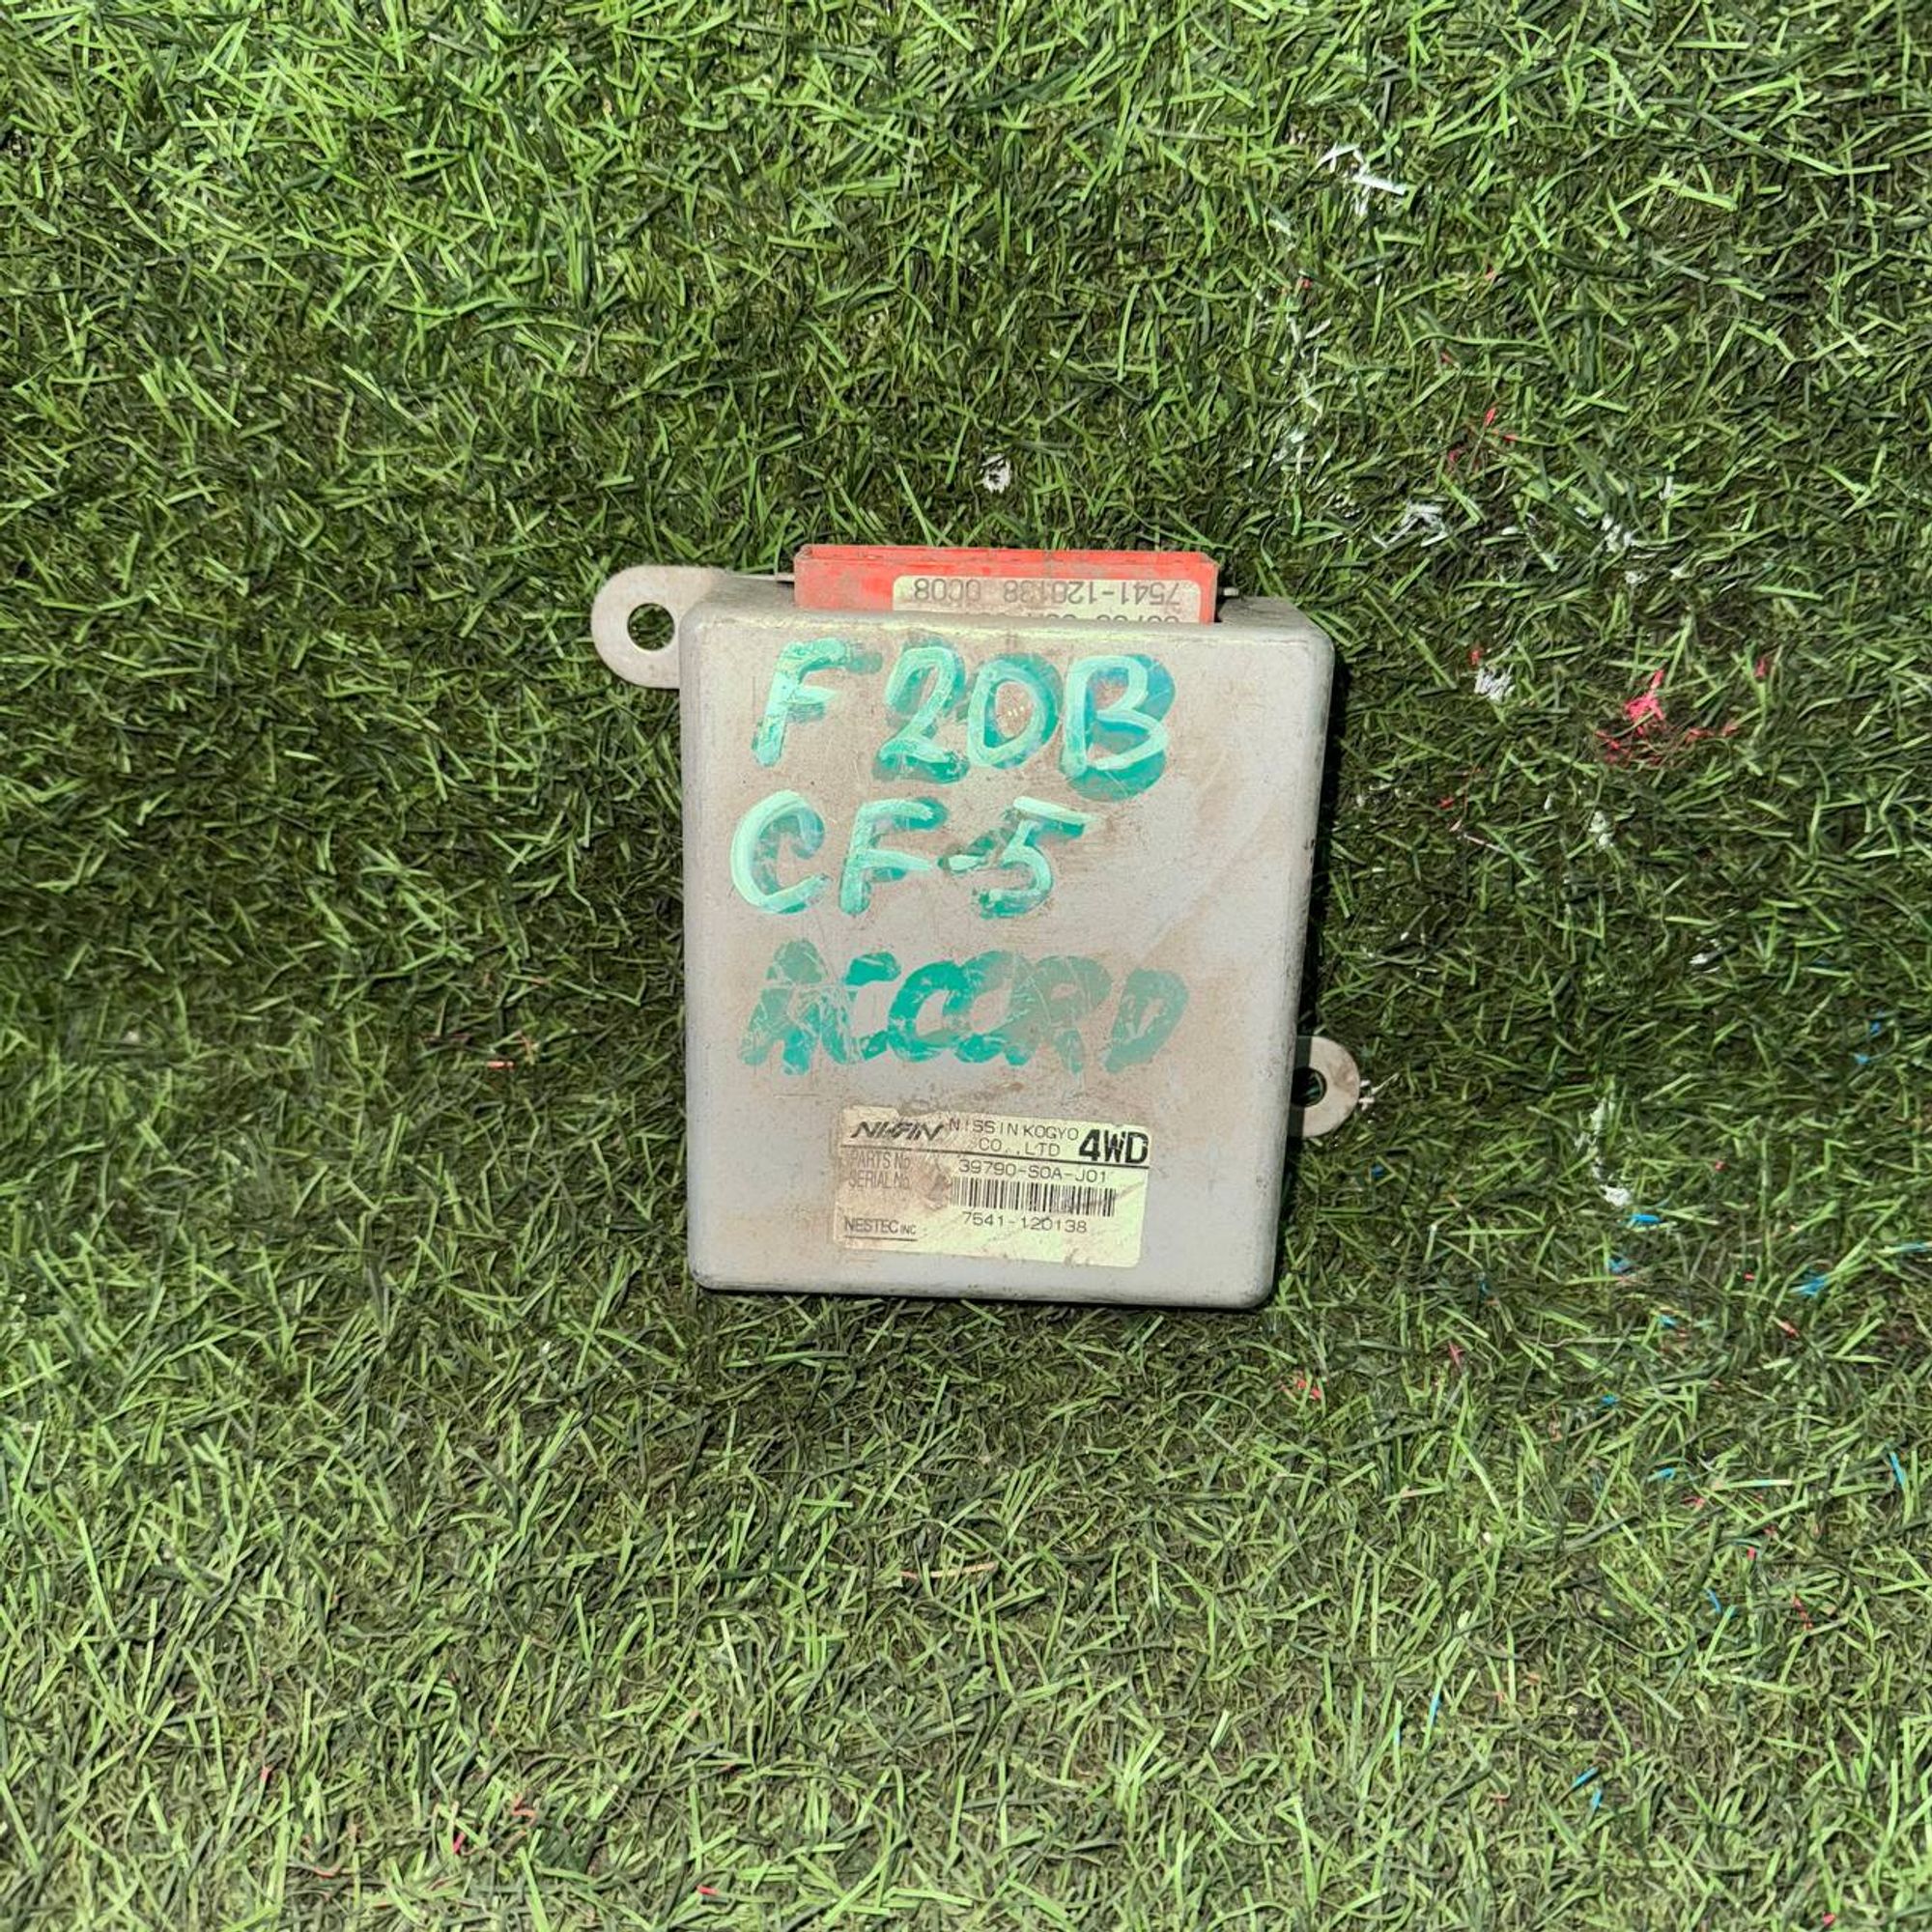 7541-120138 0C08
F20B
CF-5
ACCORD
NISSIN NISSIN KOGYO
CO.,LTD 4WD
PARTS No. 39790-S0A-J01
SERIAL No.
7541-120138
NESTEC INC